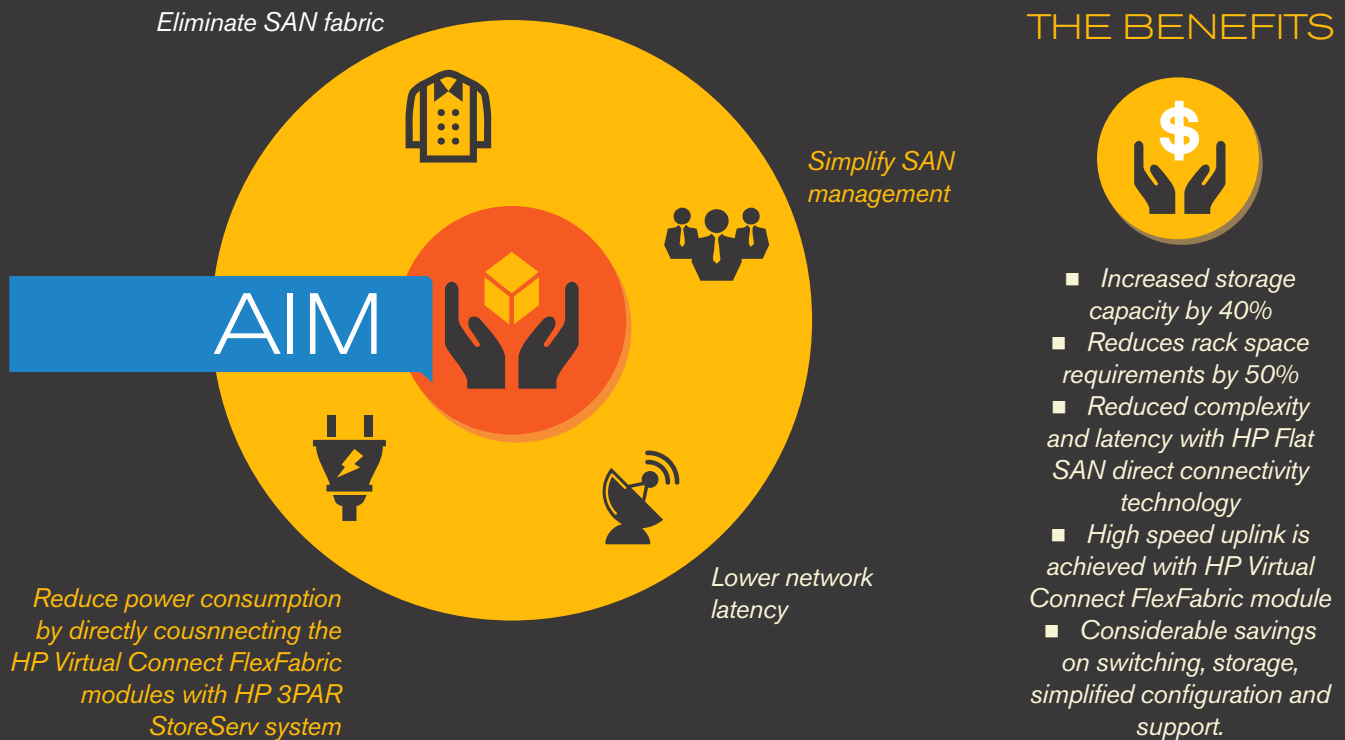 Eliminate SAN fabric
Simplify SAN
management
AIM
Lower network
latency
Reduce power consumption
by directly cousnnecting the
HP Virtual Connect FlexFabric
modules with HP 3PAR
StoreServ system
THE BENEFITS
$
■ Increased storage
capacity by 40%
■ Reduces rack space
requirements by 50%
■ Reduced complexity
and latency with HP Flat
SAN direct connectivity
technology
■ High speed uplink is
achieved with HP Virtual
Connect FlexFabric module
■ Considerable savings
on switching, storage,
simplified configuration and
support.